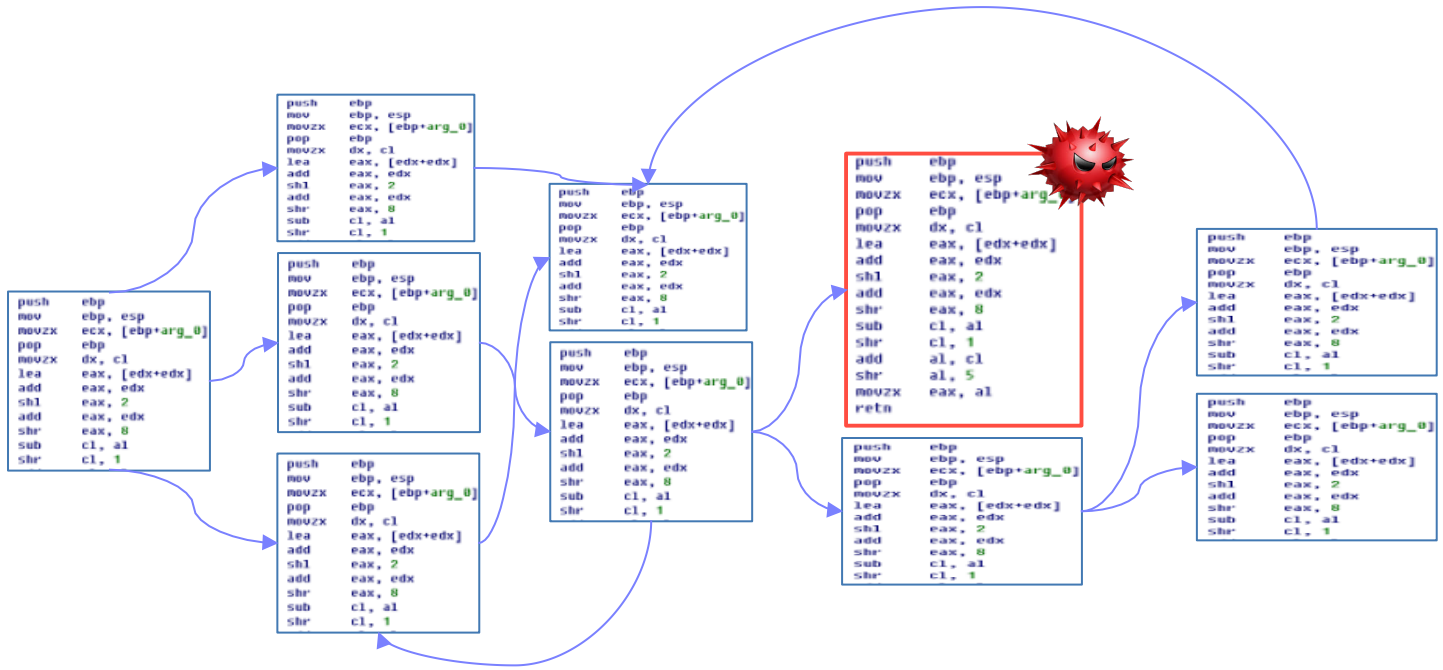 push ebp
mov ebp, esp
movzx ecx, [ebp+arg_0]
pop ebp
movzx dx, cl
lea eax, [edx+edx]
add eax, edx
shl eax, 2
add eax, edx
shr eax, 8
sub cl, al
shr cl, 1
push ebp
mov ebp, esp
movzx ecx, [ebp+arg_0]
pop ebp
movzx dx, cl
lea eax, [edx+edx]
add eax, edx
shl eax, 2
add eax, edx
shr eax, 8
sub cl, al
shr cl, 1
push ebp
mov ebp, esp
movzx ecx, [ebp+arg_0]
pop ebp
movzx dx, cl
lea eax, [edx+edx]
add eax, edx
shl eax, 2
add eax, edx
shr eax, 8
sub cl, al
shr cl, 1
push ebp
mov ebp, esp
movzx ecx, [ebp+arg_0]
pop ebp
movzx dx, cl
lea eax, [edx+edx]
add eax, edx
shl eax, 2
add eax, edx
shr eax, 8
sub cl, al
shr cl, 1
push ebp
mov ebp, esp
movzx ecx, [ebp+arg_0]
pop ebp
movzx dx, cl
lea eax, [edx+edx]
add eax, edx
shl eax, 2
add eax, edx
shr eax, 8
sub cl, al
shr cl, 1
push ebp
mov ebp, esp
movzx ecx, [ebp+arg_0]
pop ebp
movzx dx, cl
lea eax, [edx+edx]
add eax, edx
shl eax, 2
add eax, edx
shr eax, 8
sub cl, al
shr cl, 1
push ebp
mov ebp, esp
movzx ecx, [ebp+arg_
pop ebp
movzx dx, cl
lea eax, [edx+edx]
add eax, edx
shl eax, 2
add eax, edx
shr eax, 8
sub cl, al
shr cl, 1
add al, cl
shr al, 5
movzx eax, al
retn
push ebp
mov ebp, esp
movzx ecx, [ebp+arg_0]
pop ebp
movzx dx, cl
lea eax, [edx+edx]
add eax, edx
shl eax, 2
add eax, edx
shr eax, 8
sub cl, al
shr cl, 1
push ebp
mov ebp, esp
movzx ecx, [ebp+arg_0]
pop ebp
movzx dx, cl
lea eax, [edx+edx]
add eax, edx
shl eax, 2
add eax, edx
shr eax, 8
sub cl, al
shr cl, 1
push ebp
mov ebp, esp
movzx ecx, [ebp+arg_0]
pop ebp
movzx dx, cl
lea eax, [edx+edx]
add eax, edx
shl eax, 2
add eax, edx
shr eax, 8
sub cl, al
shr cl, 1